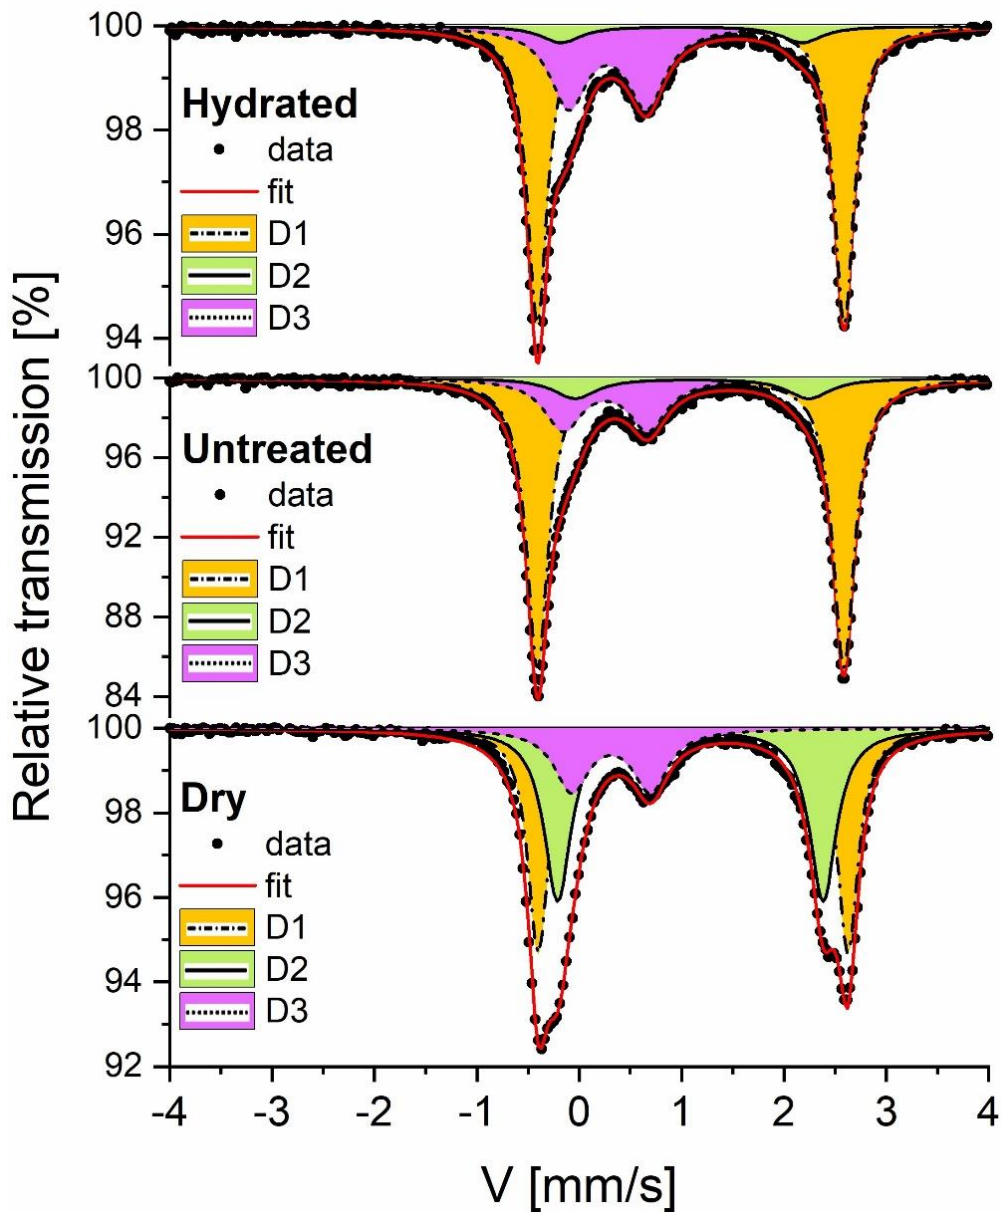 Relative transmission [%]
100
98
96
94
Hydrated
data
fit
D1
D2
D3
100
96
92
88
84
Untreated
data
fit
D1
D2
D3
100
98
96
94
92
Dry
data
fit
D1
D2
D3
-4 -3 -2 -1 0 1 2 3 4
V [mm/s]